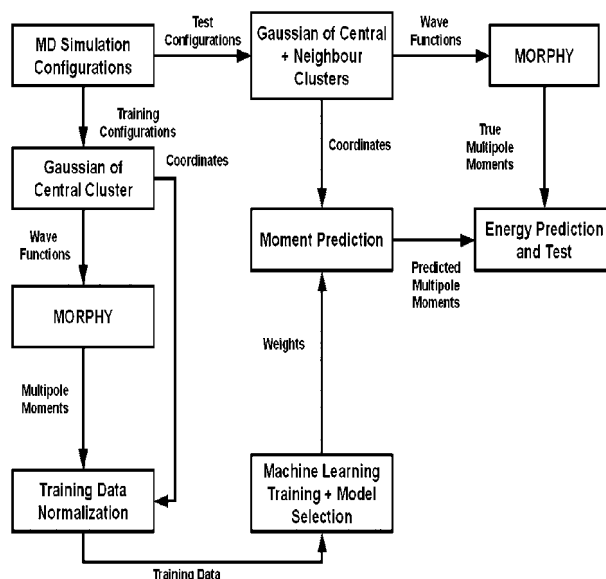 MD Simulation
Configurations
Test
Configurations
Gaussian of Central
+ Neighbour
Clusters
Wave
Functions
MORPHY
Training
Configurations
Coordinates
True
Multipole
Moments
Gaussian of
Central Cluster
Coordinates
Wave
Functions
Moment Prediction
Predicted
Multipole
Moments
Energy Prediction
and Test
MORPHY
Weights
Multipole
Moments
Training Data
Normalization
Machine Learning
Training + Model
Selection
Training Data